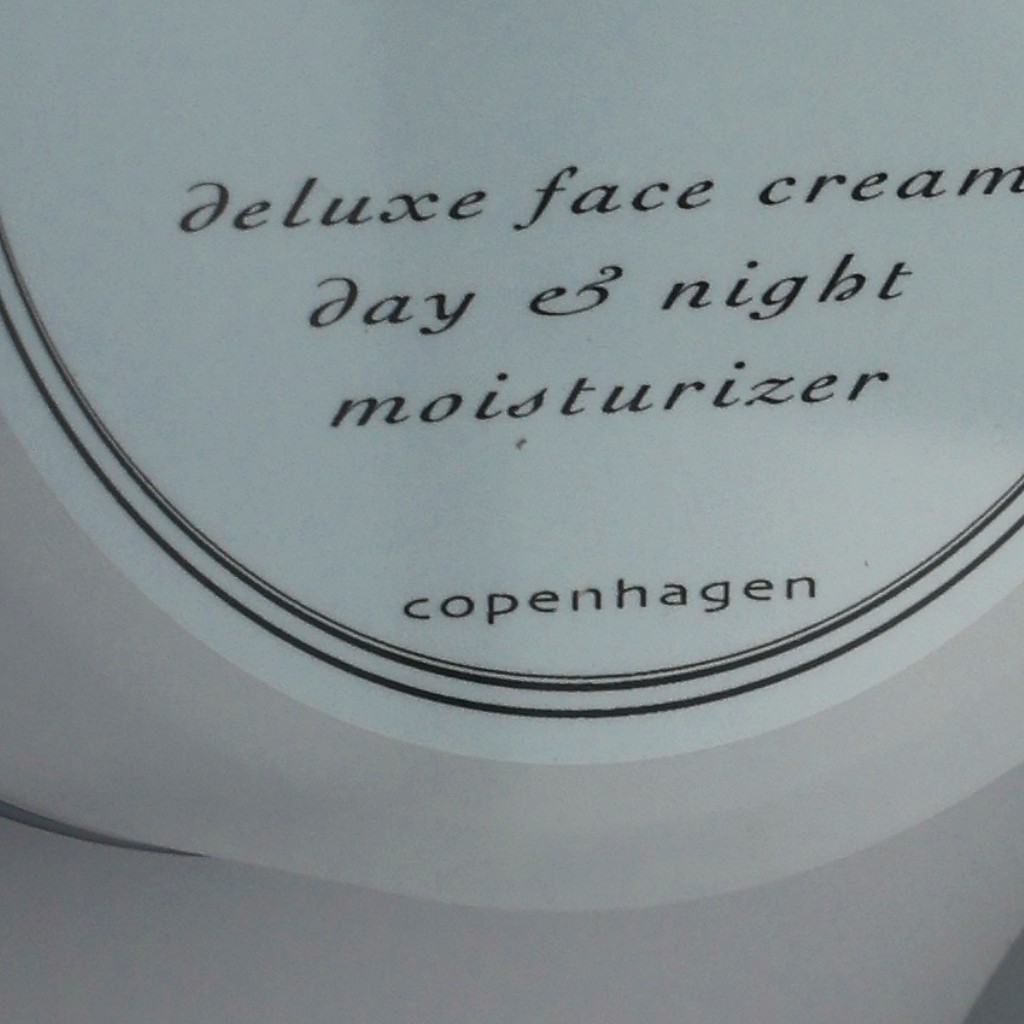 deluxe face cream
day & night
moisturizer
copenhagen